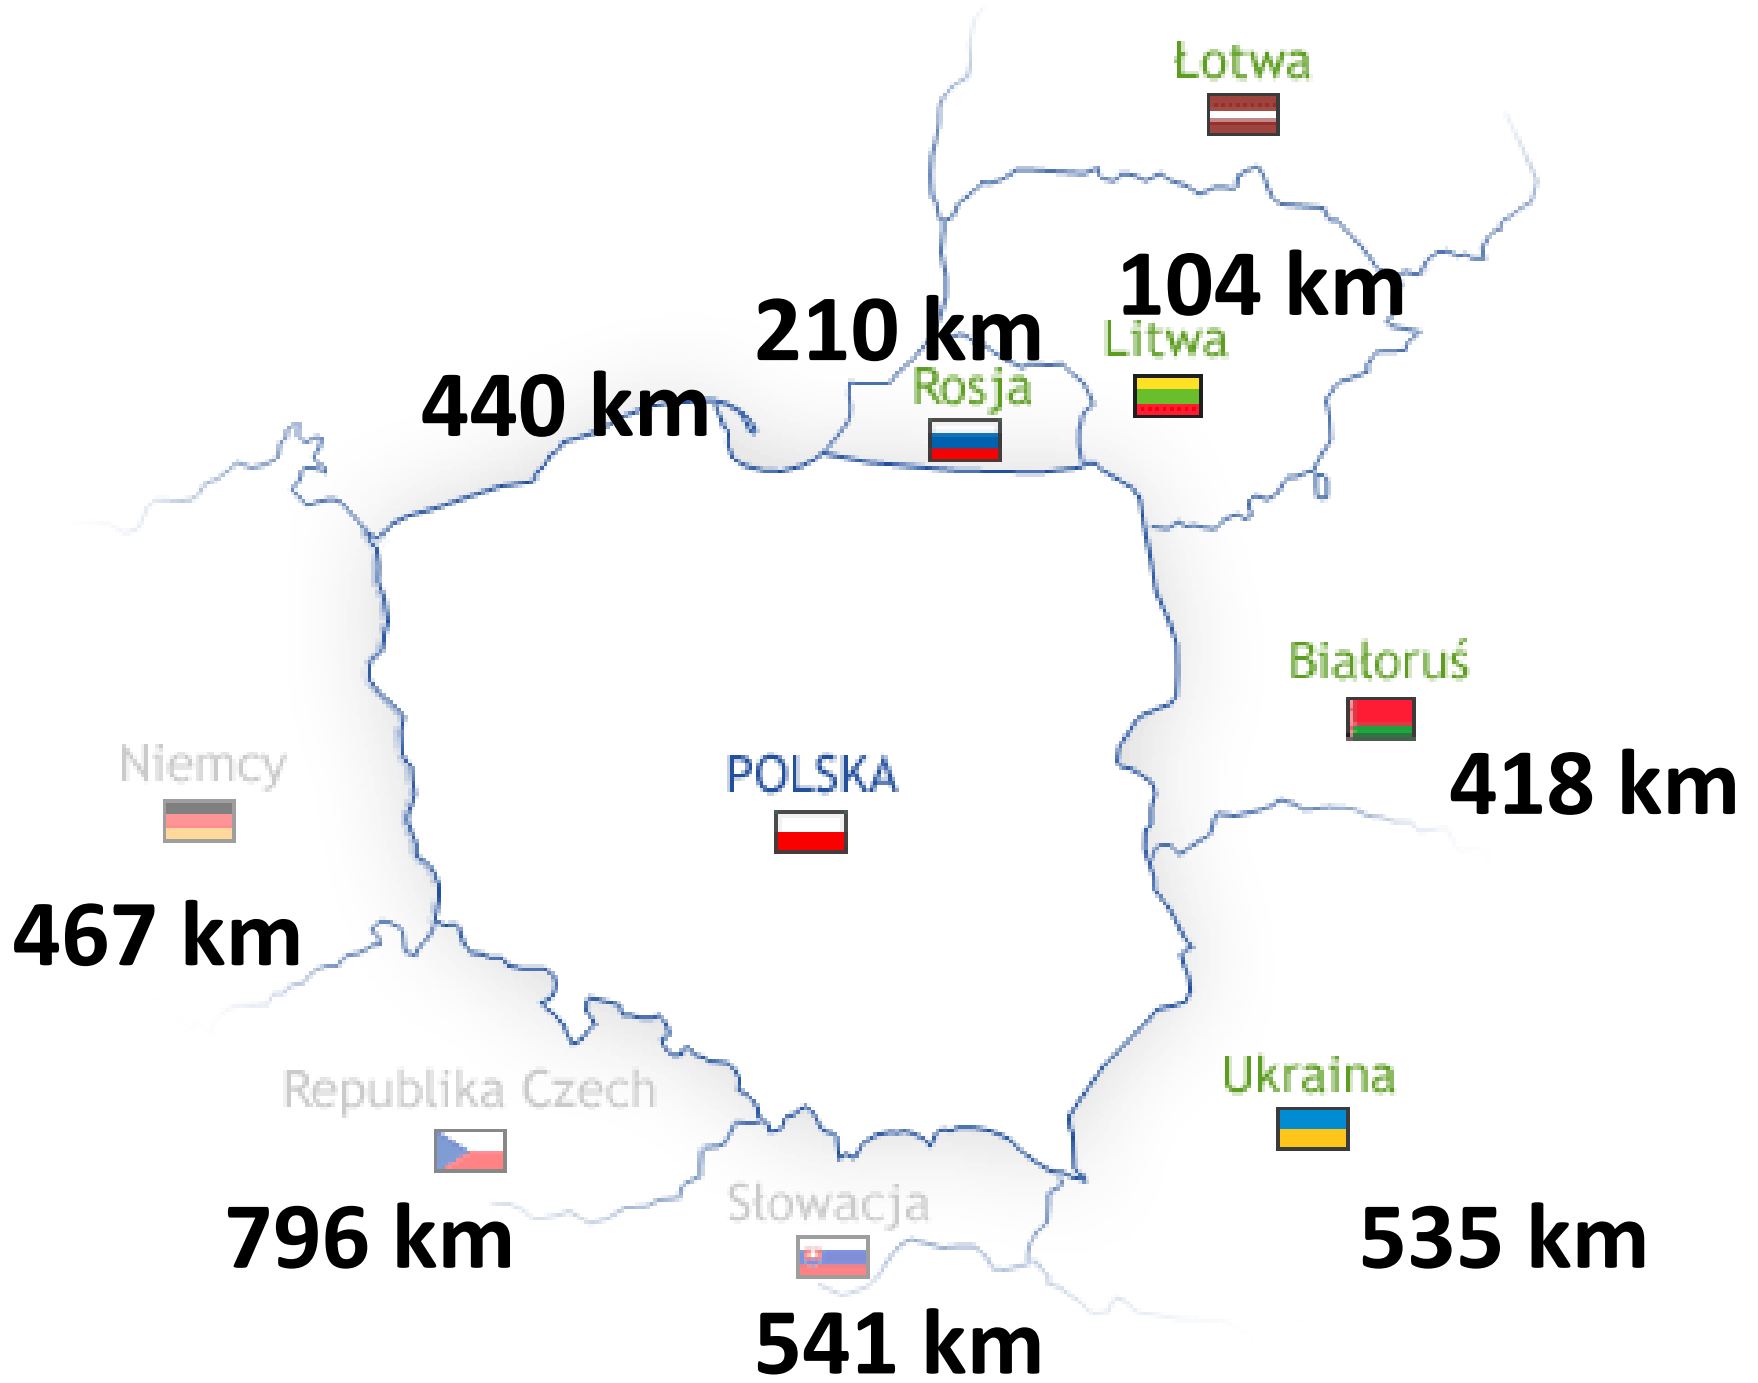 Łotwa
104 km
210 km
Litwa
Rosja
440 km
Białoruś
Niemcy
POLSKA
418 km
467 km
Ukraina
Republika Czech
Słowacja
796 km
535 km
541 km